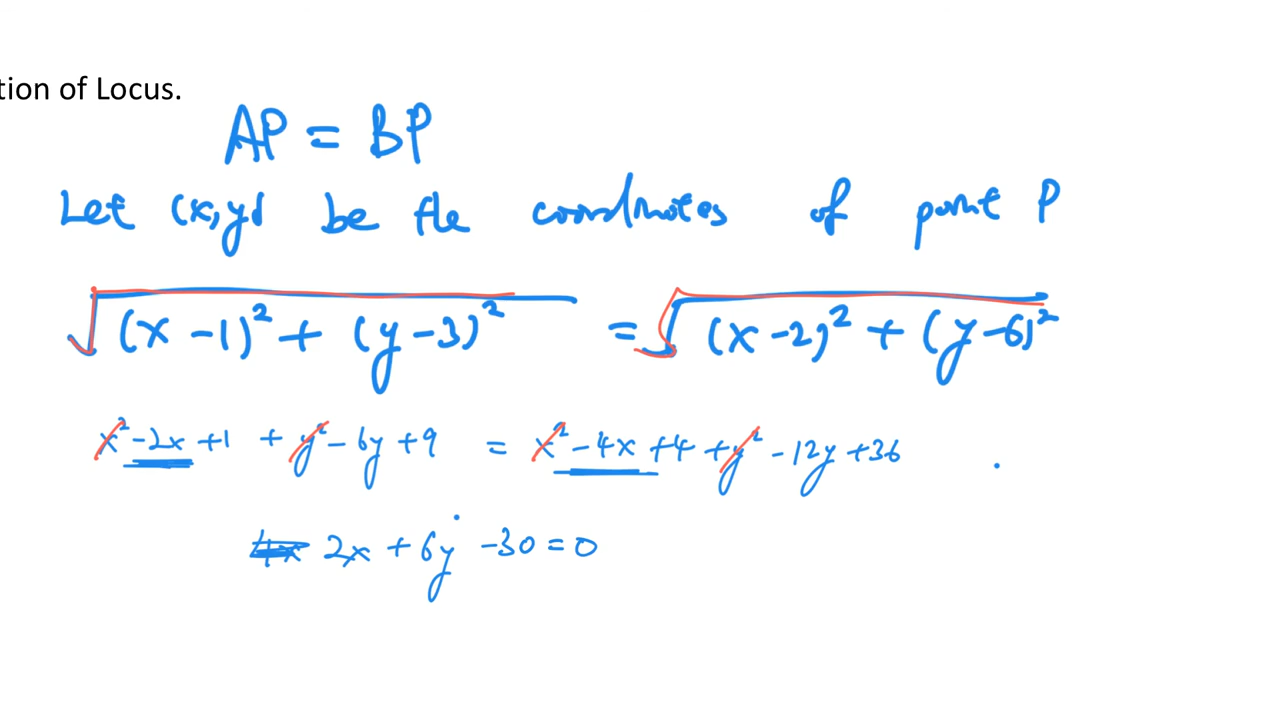 tion of Locus.
AP = BP
Let (x,y) be the coordinates of point P
√((x-1)² + (y-3)²) = √((x-2)² + (y-6)²)
x² -2x +1 + y² - 6y +9 = x² -4x +4 +y² -12y +36
4x 2x + 6y -30 = 0